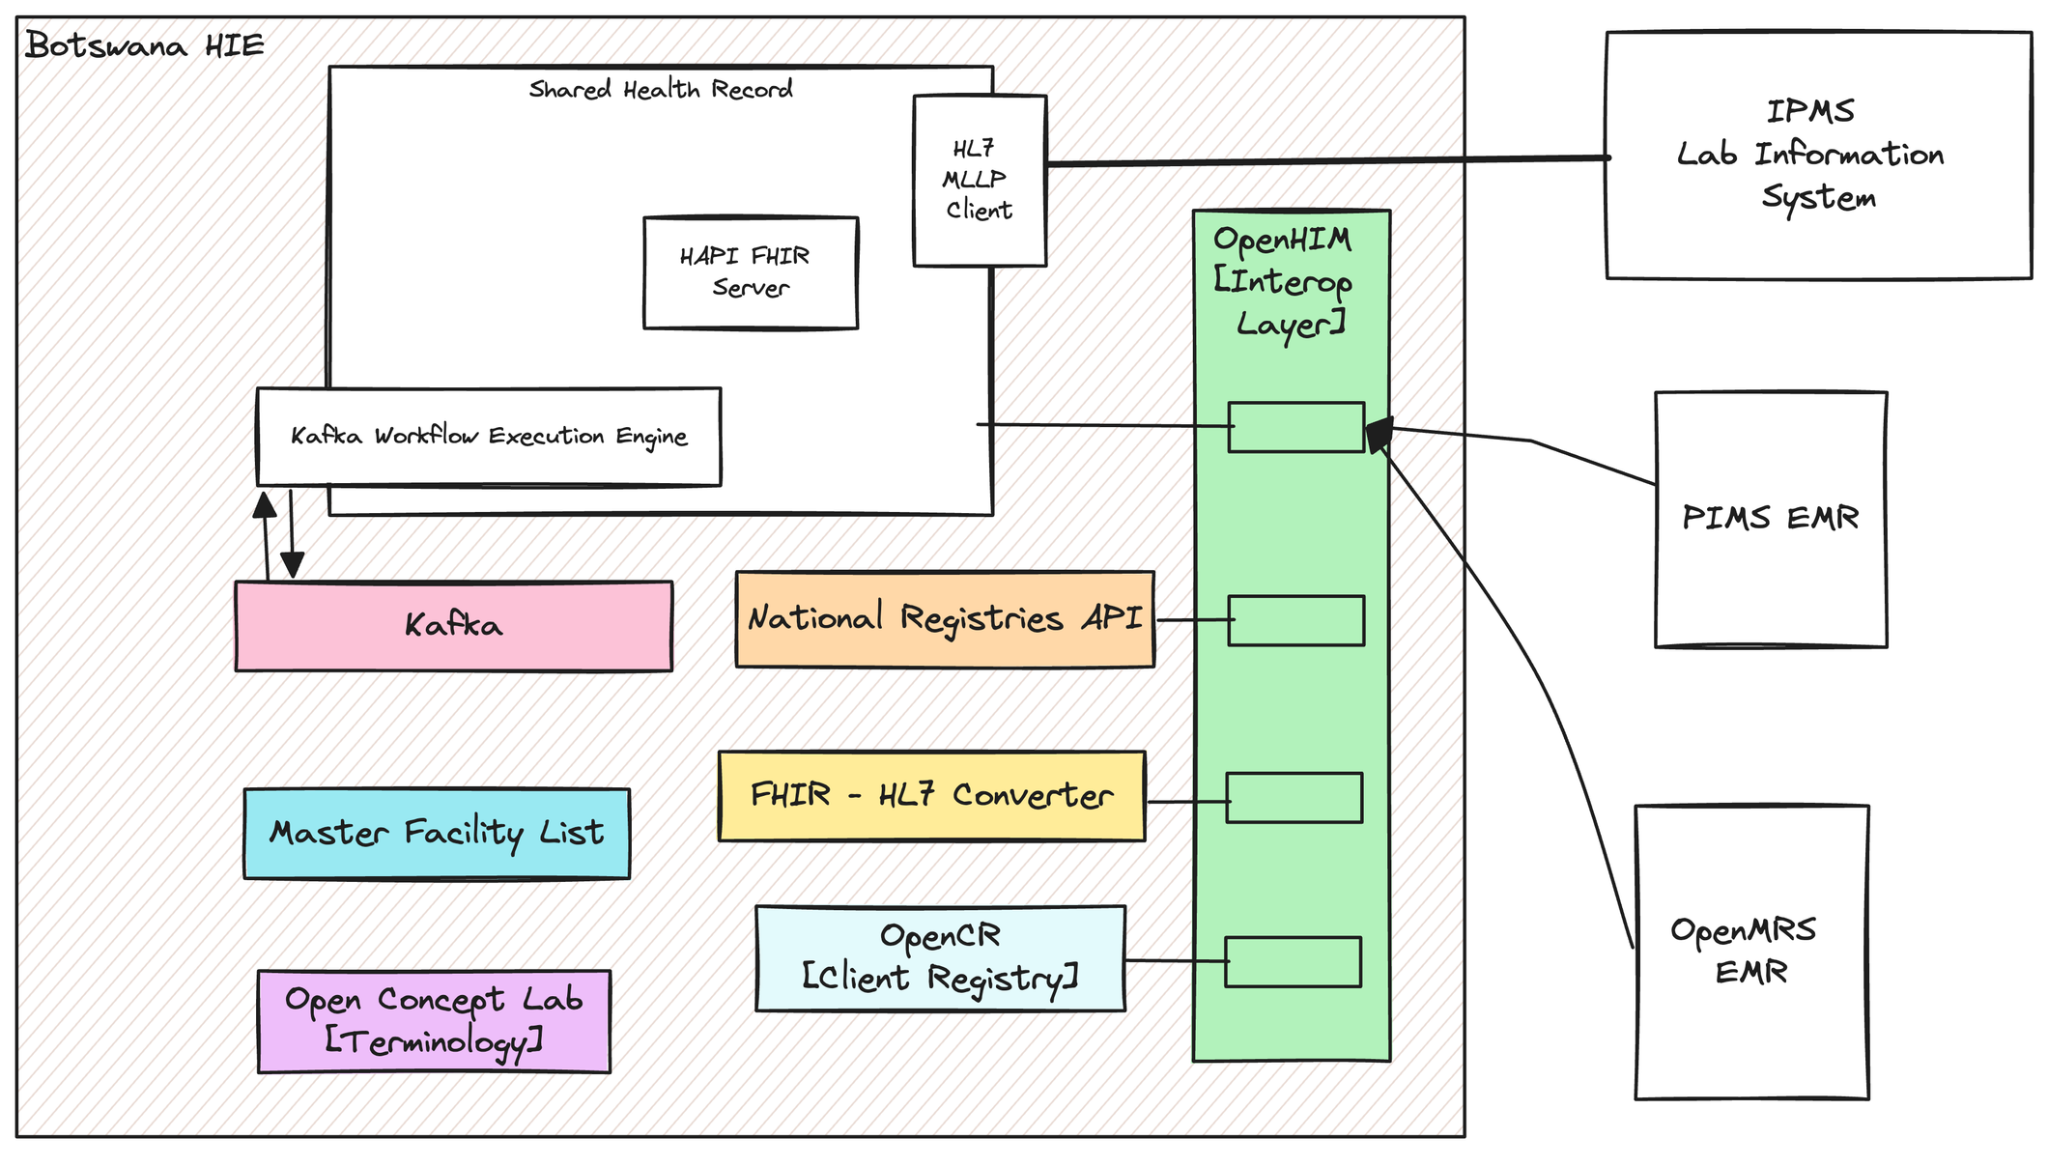 Botswana HIE
Shared Health Record
HL7
MLLP
Client
HAPI FHIR
Server
Kafka Workflow Execution Engine
OpenHIM
[Interop
Layer]
IPMS
Lab Information
System
PIMS EMR
Kafka
National Registries API
FHIR - HL7 Converter
Master Facility List
OpenCR
[Client Registry]
OpenMRS
EMR
Open Concept Lab
[Terminology]